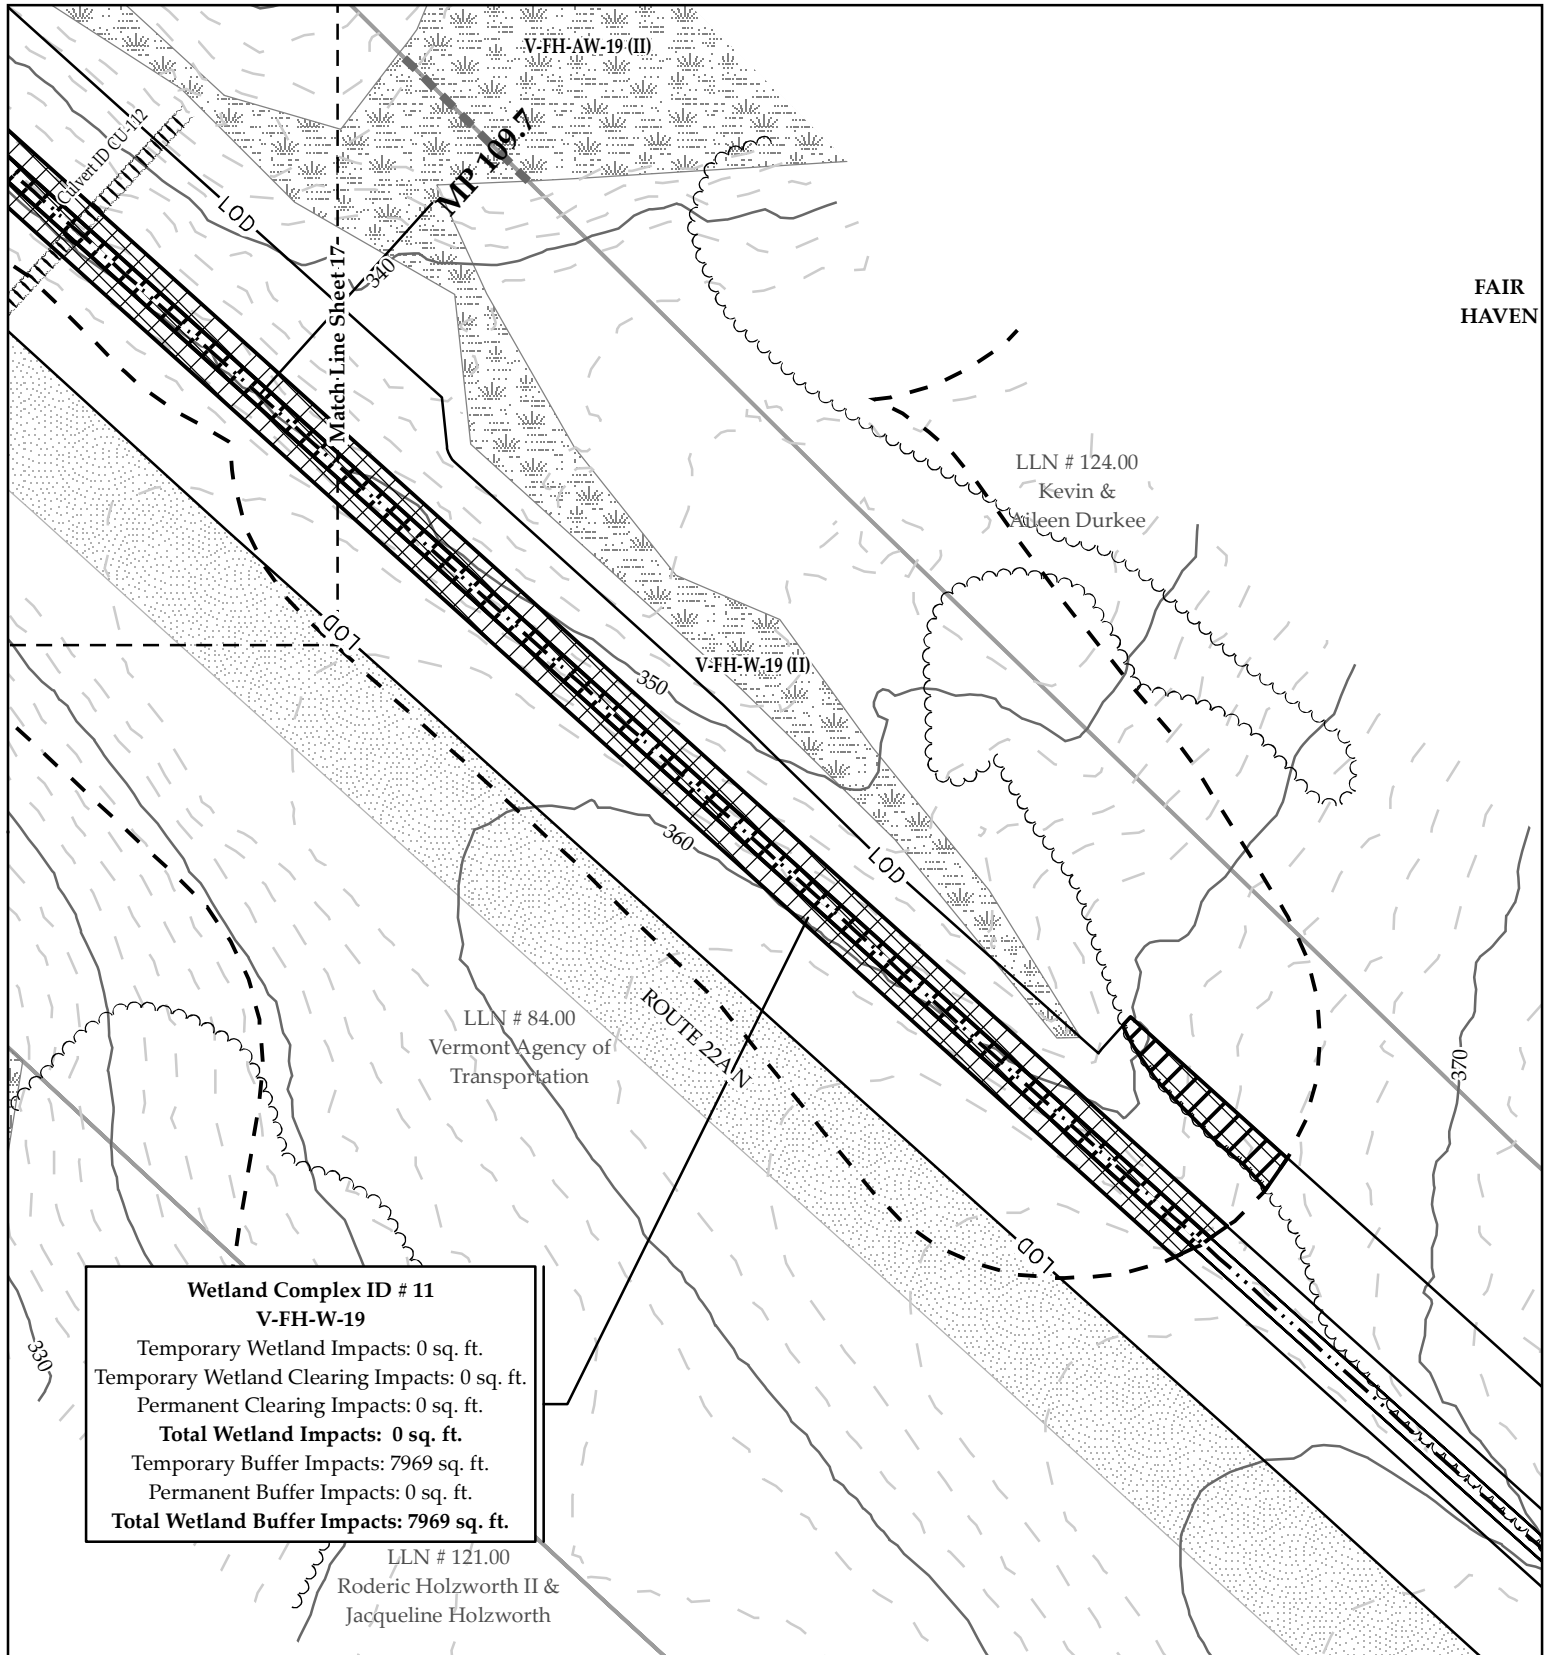 V-FH-AW-19 (II)
MP 109.7
Culvert ID CU-112
LOD
Match Line Sheet 17
340
FAIR
HAVEN
LLN # 124.00
Kevin &
Aileen Durkee
LOD
V-FH-W-19 (II)
350
360
LOD
LLN # 84.00
Vermont Agency of
Transportation
ROUTE 22A N
370
LOD
330
Wetland Complex ID # 11
V-FH-W-19
Temporary Wetland Impacts: 0 sq. ft.
Temporary Wetland Clearing Impacts: 0 sq. ft.
Permanent Clearing Impacts: 0 sq. ft.
Total Wetland Impacts: 0 sq. ft.
Temporary Buffer Impacts: 7969 sq. ft.
Permanent Buffer Impacts: 0 sq. ft.
Total Wetland Buffer Impacts: 7969 sq. ft.
LLN # 121.00
Roderic Holzworth II &
Jacqueline Holzworth